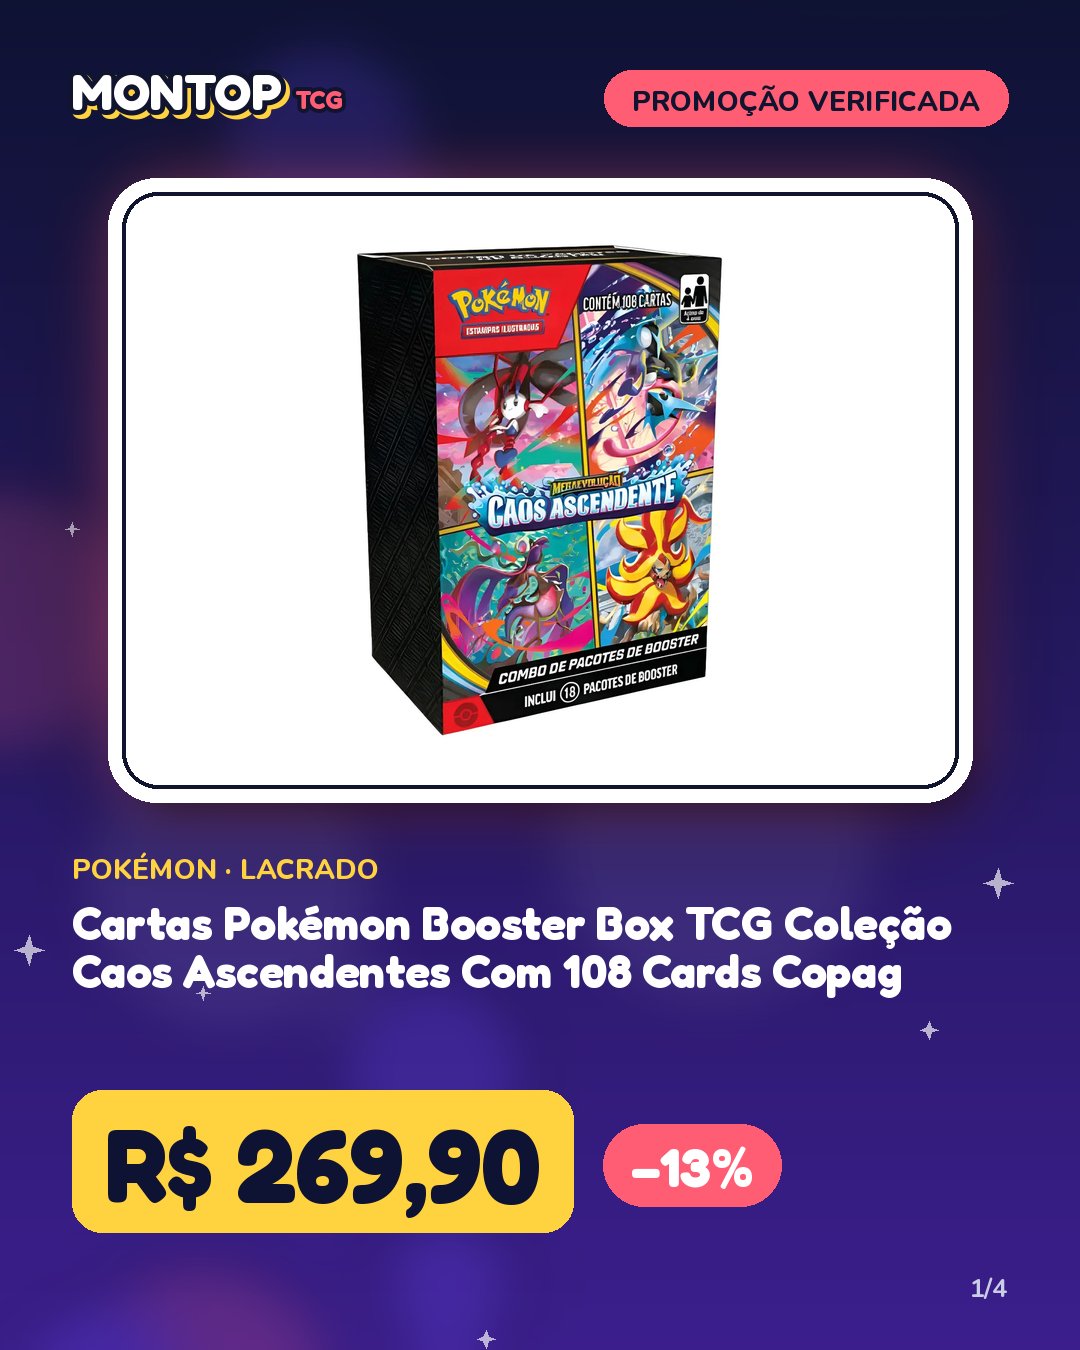 MONTOP TCG
PROMOÇÃO VERIFICADA
POKÉMON
ESTAMPAS ILUSTRADAS
CONTÉM 108 CARTAS
MEGAEVOLUÇÃO
CAOS ASCENDENTE
COMBO DE PACOTES DE BOOSTER
INCLUI 18 PACOTES DE BOOSTER
POKÉMON · LACRADO
Cartas Pokémon Booster Box TCG Coleção
Caos Ascendentes Com 108 Cards Copag
R$ 269,90
–13%
1/4